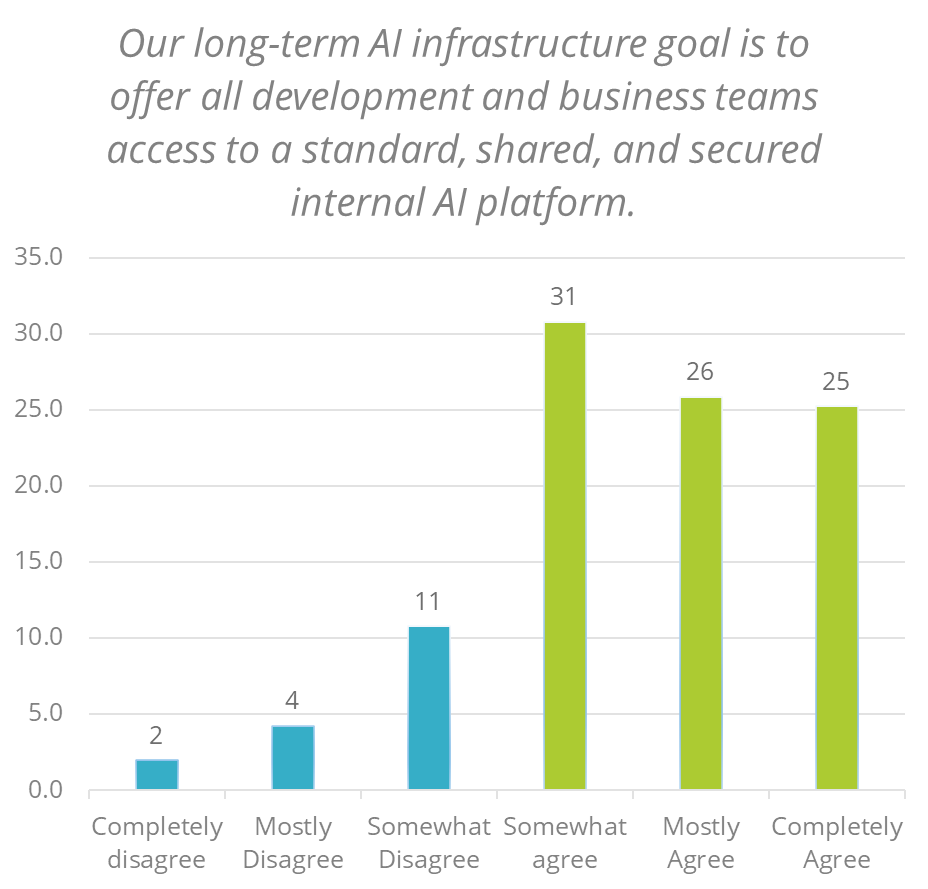 Our long-term AI infrastructure goal is to
offer all development and business teams
access to a standard, shared, and secured
internal AI platform.
35.0
30.0
25.0
20.0
15.0
10.0
5.0
0.0
2
4
11
31
26
25
Completely disagree
Mostly Disagree
Somewhat Disagree
Somewhat agree
Mostly Agree
Completely Agree